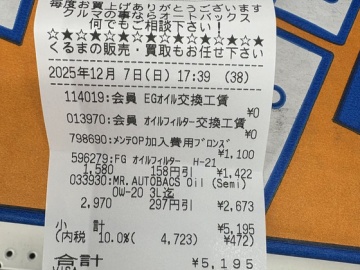 毎度お買上げありがとうございます
クルマの事ならオートバックス
何でもご相談下さい!
☆★☆★☆★☆★☆★☆★☆★☆
くるまの販売・買取もお任せ下さい
2025年12月 7日(日) 17:39 (38)
114019:会員 EGオイル交換工賃
¥0
013970:会員 オイルフィルター交換工賃
¥0
798690:メンテOP加入費用ブロンズ
¥1,100
596279:FG オイルフィルター H-21
1,580 158円引 ¥1,422
033930:MR.AUTOBACS Oil (Semi)
0W-20 3L迄
2,970 297円引 ¥2,673
小 計 ¥5,195
(内税 10.0% 4,723) ¥472)
合計 ¥5,195